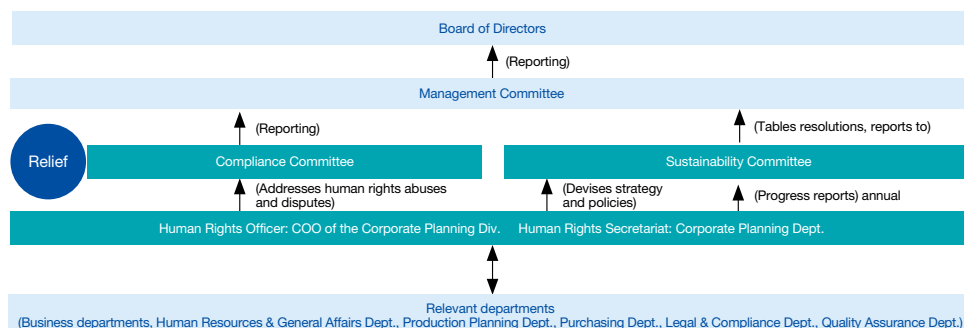 Board of Directors
(Reporting)
Management Committee
(Reporting)
(Tables resolutions, reports to)
Relief
Compliance Committee
Sustainability Committee
(Addresses human rights abuses
and disputes)
(Devises strategy
and policies)
(Progress reports) annual
Human Rights Officer: COO of the Corporate Planning Div. Human Rights Secretariat: Corporate Planning Dept.
Relevant departments
(Business departments, Human Resources & General Affairs Dept., Production Planning Dept., Purchasing Dept., Legal & Compliance Dept., Quality Assurance Dept.)